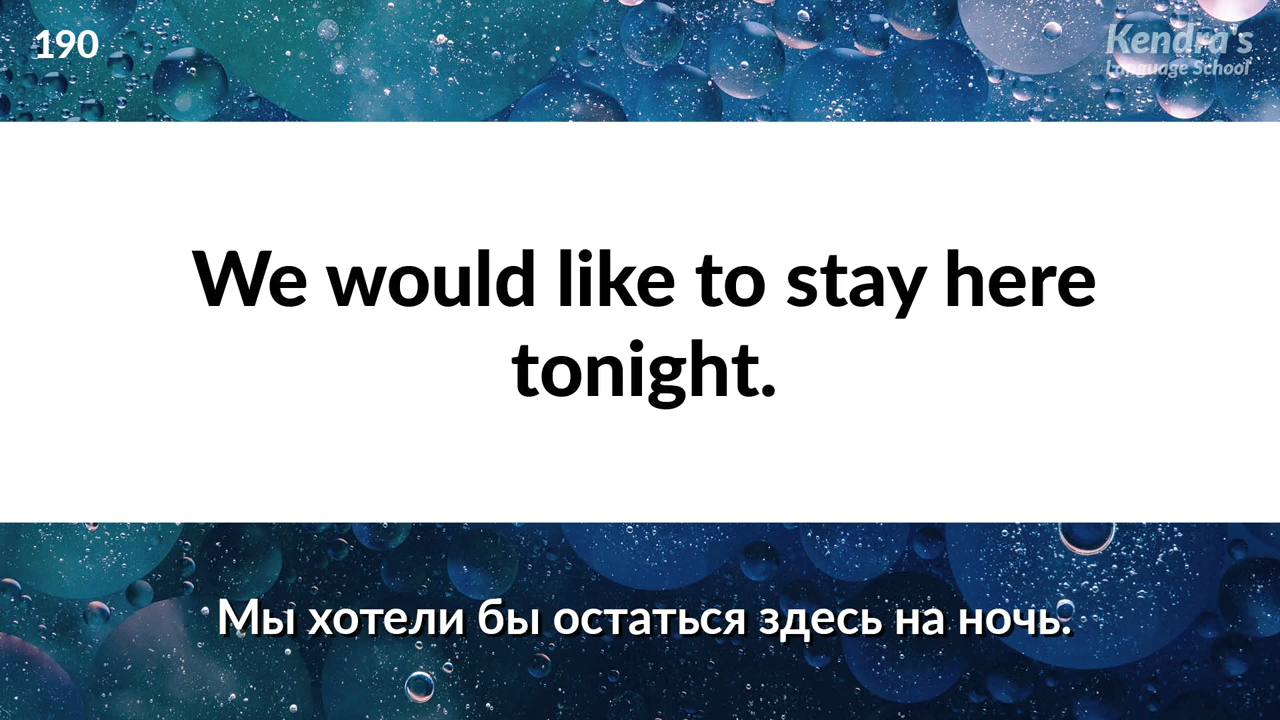 190
Kendra's
Language School
We would like to stay here
tonight.
Мы хотели бы остаться здесь на ночь.